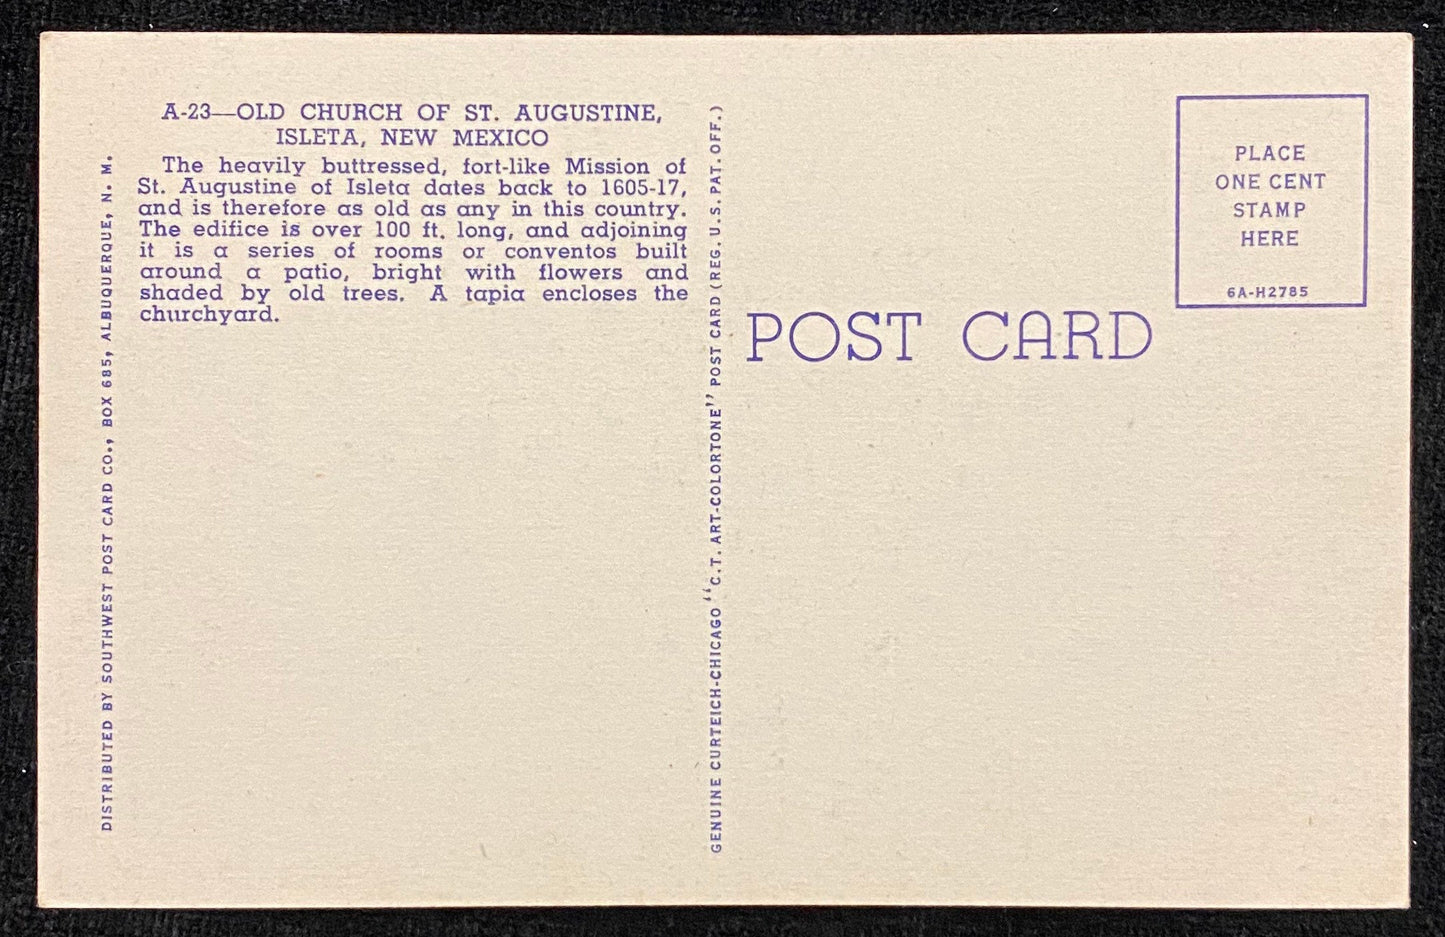 A-23—OLD CHURCH OF ST. AUGUSTINE,
ISLETA, NEW MEXICO
The heavily buttressed, fort-like Mission of
St. Augustine of Isleta dates back to 1605-17,
and is therefore as old as any in this country.
The edifice is over 100 ft. long, and adjoining
it is a series of rooms or conventos built
around a patio, bright with flowers and
shaded by old trees. A tapia encloses the
churchyard.
DISTRIBUTED BY SOUTHWEST POST CARD CO., BOX 685, ALBUQUERQUE, N. M.
GENUINE CURTEICH-CHICAGO "C.T. ART-COLORTONE" POST CARD (REG. U.S. PAT. OFF.)
POST CARD
PLACE
ONE CENT
STAMP
HERE
6A-H2785